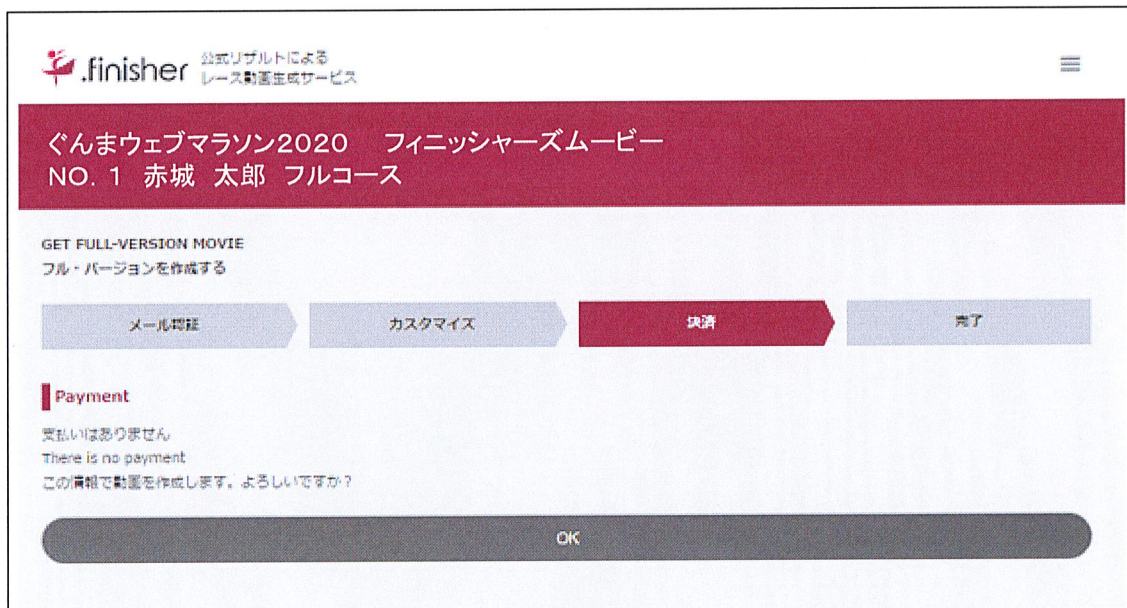 .finisher
公式リザルトによる
レース動画生成サービス
ぐんまウェブマラソン2020　フィニッシャーズムービー
NO. 1 赤城 太郎 フルコース
GET FULL-VERSION MOVIE
フル・バージョンを作成する
メール認証
カスタマイズ
決済
完了
Payment
支払いはありません
There is no payment
この情報で動画を作成します。よろしいですか？
OK